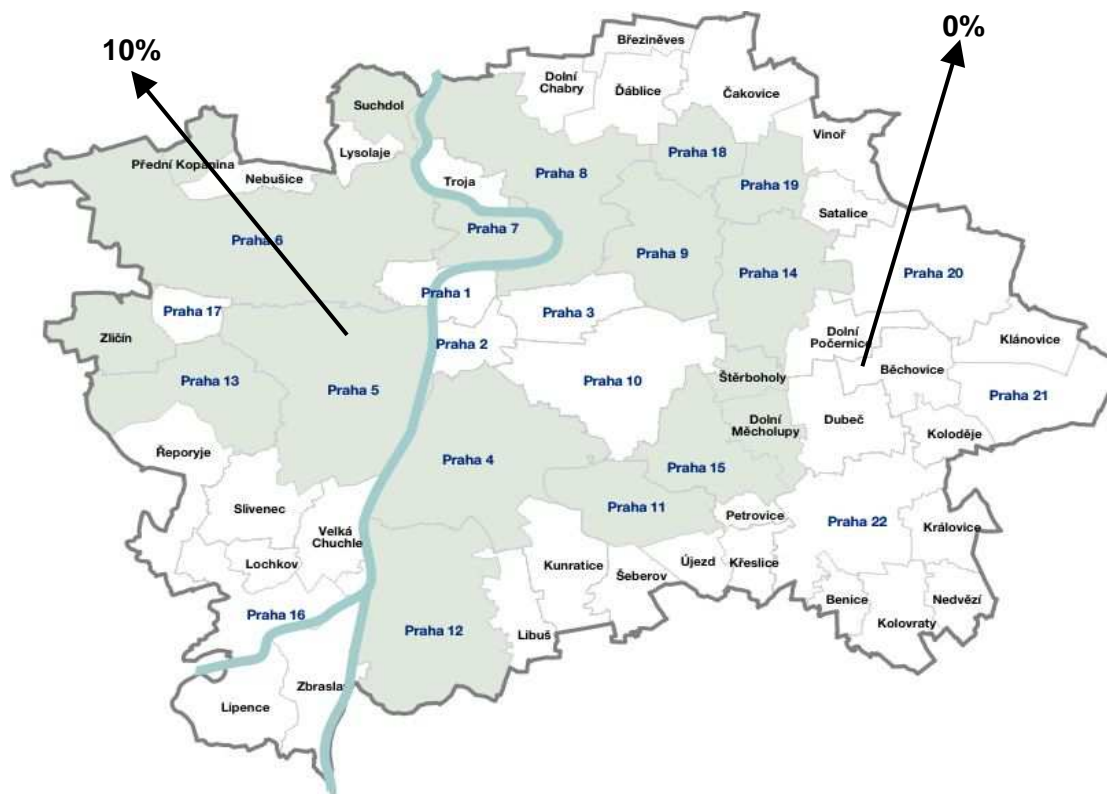 0%
10%
Březiněves
Dolní
Chabry
Ďáblice
Čakovice
Suchdol
Vinoř
Lysolaje
Praha 18
Přední Kopanina
Nebušice
Troja
Praha 8
Praha 19
Satalice
Praha 7
Praha 6
Praha 9
Praha 14
Praha 20
Praha 1
Praha 17
Praha 3
Zličín
Praha 2
Dolní
Počernice
Klánovice
Praha 13
Praha 5
Praha 10
Štěrboholy
Běchovice
Praha 21
Dolní
Měcholupy
Dubeč
Koloděje
Řeporyje
Praha 4
Praha 15
Slivenec
Praha 11
Petrovice
Praha 22
Královice
Velká
Chuchle
Lochkov
Kunratice
Šeberov
Újezd
Křeslice
Benice
Nedvězí
Kolovraty
Praha 16
Praha 12
Libuš
Zbrasla
Lipence